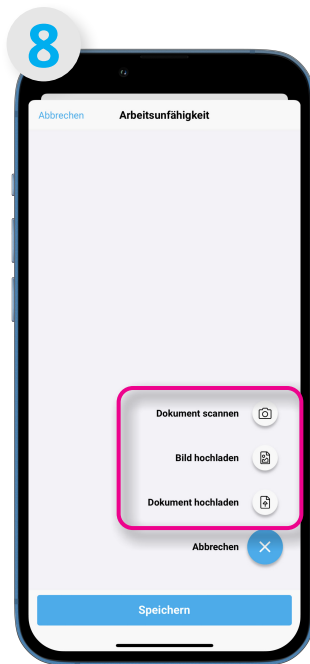 8
Abbrechen Arbeitsunfähigkeit
Dokument scannen
Bild hochladen
Dokument hochladen
Abbrechen
Speichern